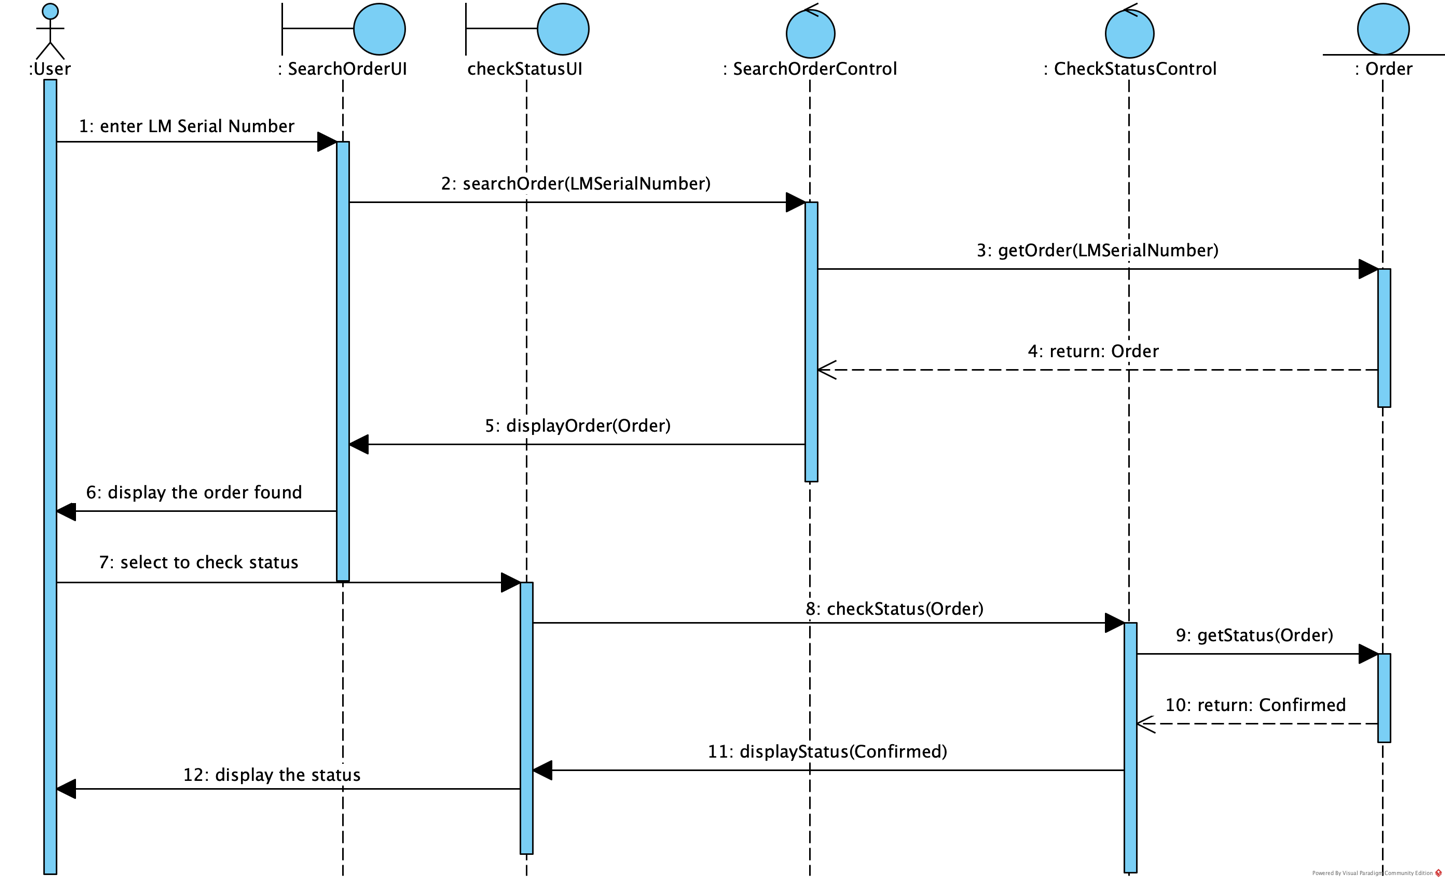 :User
: SearchOrderUI
checkStatusUI
: SearchOrderControl
: CheckStatusControl
: Order
1: enter LM Serial Number
2: searchOrder(LMSerialNumber)
3: getOrder(LMSerialNumber)
4: return: Order
5: displayOrder(Order)
6: display the order found
7: select to check status
8: checkStatus(Order)
9: getStatus(Order)
10: return: Confirmed
11: displayStatus(Confirmed)
12: display the status
Powered By Visual Paradigm Community Edition